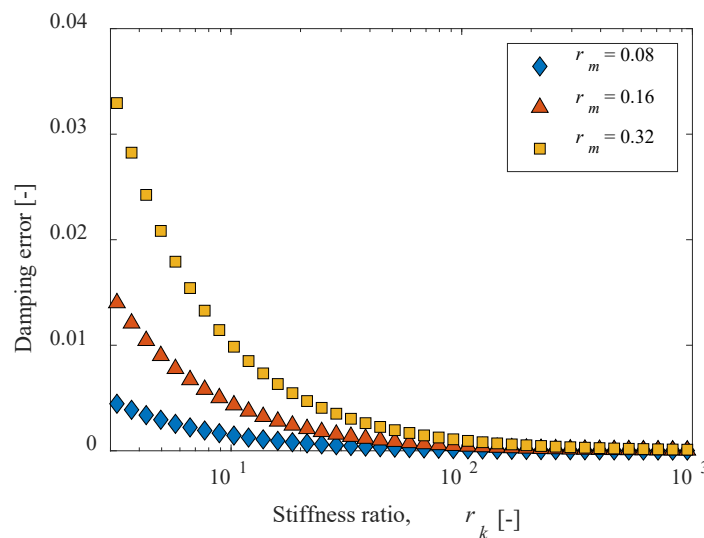 0.04
0.03
0.02
0.01
0
Damping error [-]
r m = 0.08
r m = 0.16
r m = 0.32
10 1
10 2
10 3
Stiffness ratio, r k [-]